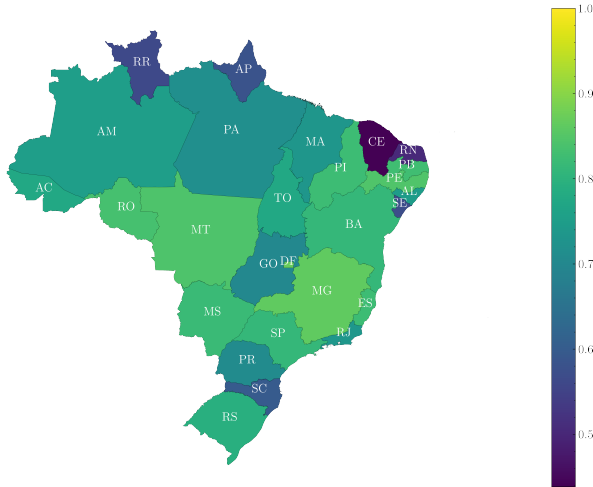 1.0
RR
AP
0.9
AM
PA
MA
CE
RN
PI
PB
PE
0.8
AC
TO
AL
RO
SE
MT
BA
GO
DF
0.7
MG
MS
ES
SP
RJ
0.6
PR
SC
RS
0.5